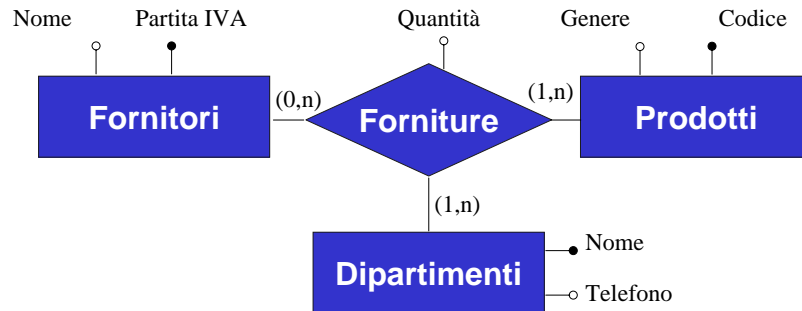 Nome
Partita IVA
Quantità
Genere
Codice
Fornitori
(0,n)
Forniture
(1,n)
Prodotti
(1,n)
Dipartimenti
Nome
Telefono